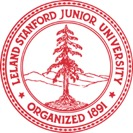 LELAND STANFORD JUNIOR UNIVERSITY
ORGANIZED 1891